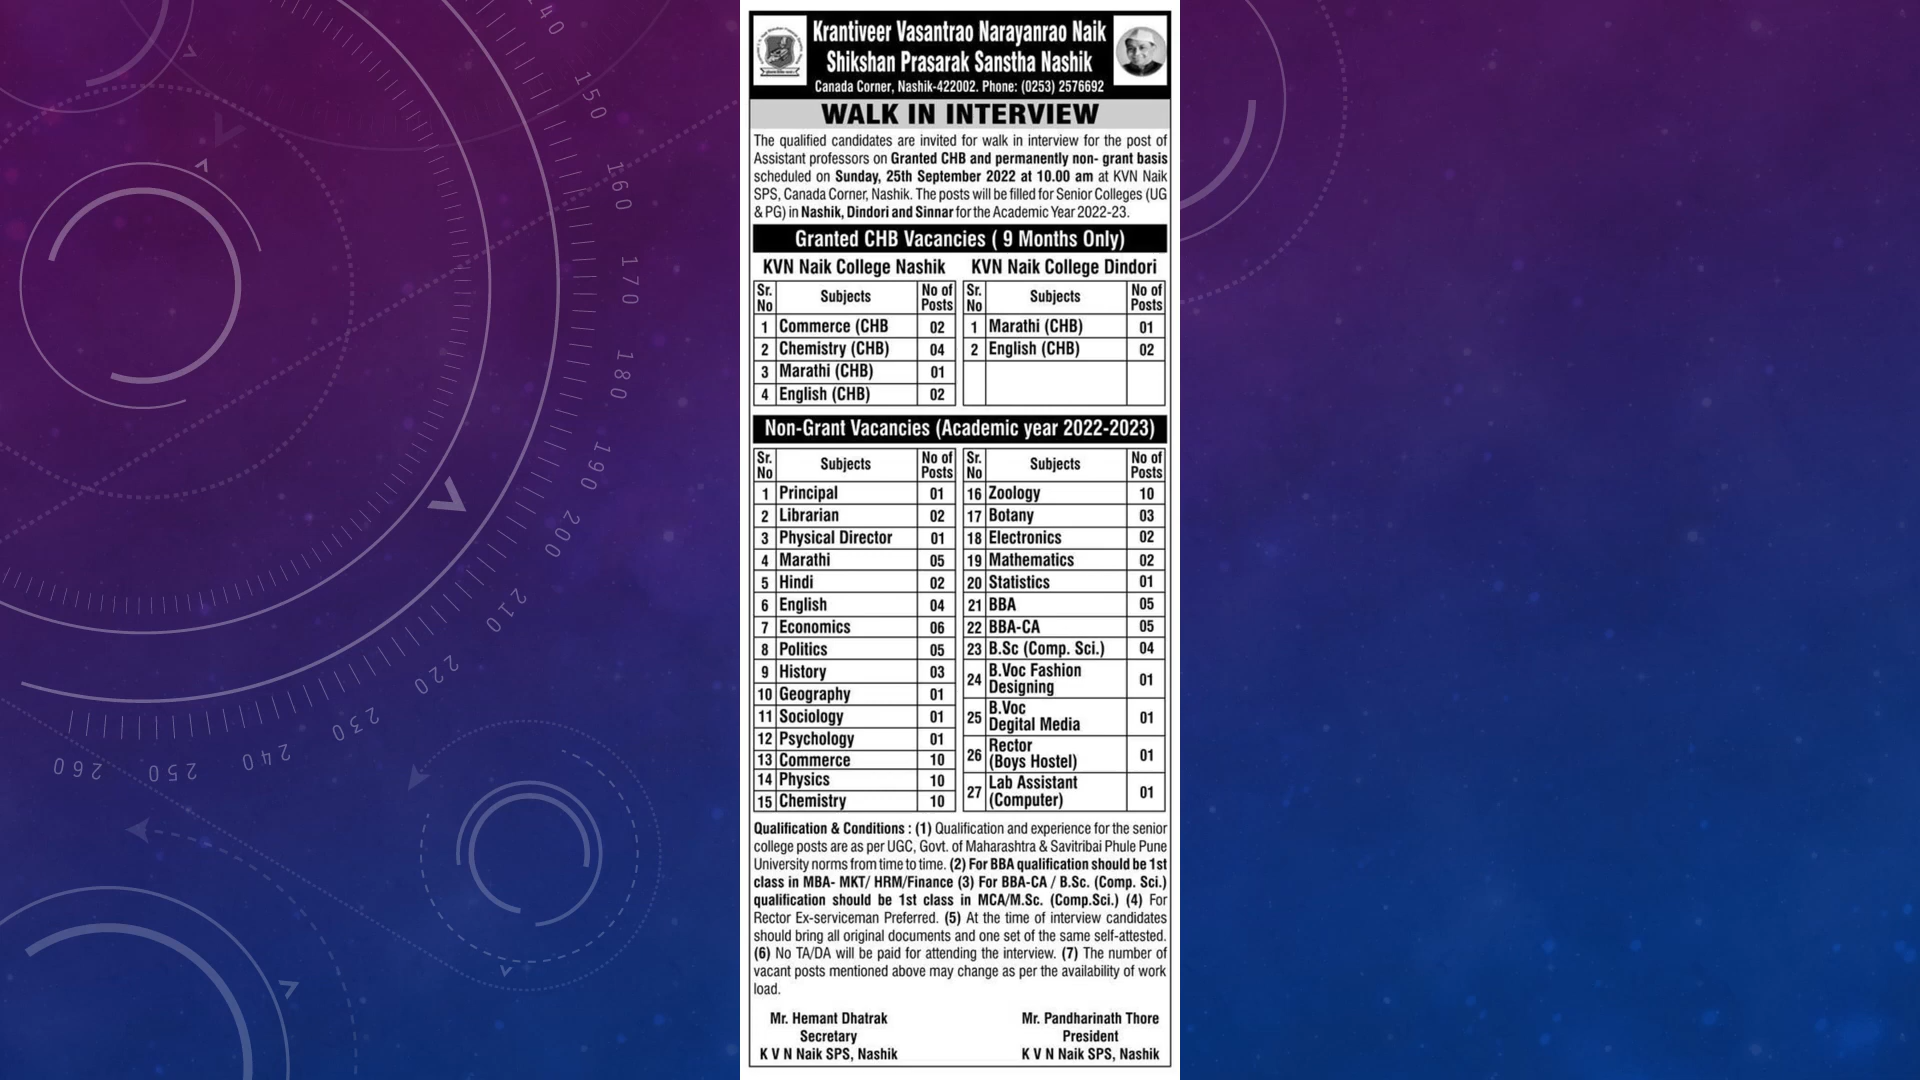 Krantiveer Vasantrao Narayanrao Naik
Shikshan Prasarak Sanstha Nashik
Canada Corner, Nashik-422002. Phone: (0253) 2576692
WALK IN INTERVIEW
The qualified candidates are invited for walk in interview for the post of
Assistant professors on Granted CHB and permanently non- grant basis
scheduled on Sunday, 25th September 2022 at 10.00 am at KVN Naik
SPS, Canada Corner, Nashik. The posts will be filled for Senior Colleges (UG
& PG) in Nashik, Dindori and Sinnar for the Academic Year 2022-23.
Granted CHB Vacancies ( 9 Months Only)
KVN Naik College Nashik
Sr. No Subjects No of Posts
1 Commerce (CHB 02
2 Chemistry (CHB) 04
3 Marathi (CHB) 01
4 English (CHB) 02
KVN Naik College Dindori
Sr. No Subjects No of Posts
1 Marathi (CHB) 01
2 English (CHB) 02
Non-Grant Vacancies (Academic year 2022-2023)
Sr. No Subjects No of Posts
1 Principal 01
2 Librarian 02
3 Physical Director 01
4 Marathi 05
5 Hindi 02
6 English 04
7 Economics 06
8 Politics 05
9 History 03
10 Geography 01
11 Sociology 01
12 Psychology 01
13 Commerce 10
14 Physics 10
15 Chemistry 10
Sr. No Subjects No of Posts
16 Zoology 10
17 Botany 03
18 Electronics 02
19 Mathematics 02
20 Statistics 01
21 BBA 05
22 BBA-CA 05
23 B.Sc (Comp. Sci.) 04
24 B.Voc Fashion Designing 01
25 B.Voc Degital Media 01
26 Rector (Boys Hostel) 01
27 Lab Assistant (Computer) 01
Qualification & Conditions : (1) Qualification and experience for the senior
college posts are as per UGC, Govt. of Maharashtra & Savitribai Phule Pune
University norms from time to time. (2) For BBA qualification should be 1st
class in MBA- MKT/ HRM/Finance (3) For BBA-CA / B.Sc. (Comp. Sci.)
qualification should be 1st class in MCA/M.Sc. (Comp.Sci.) (4) For
Rector Ex-serviceman Preferred. (5) At the time of interview candidates
should bring all original documents and one set of the same self-attested.
(6) No TA/DA will be paid for attending the interview. (7) The number of
vacant posts mentioned above may change as per the availability of work
load.
Mr. Hemant Dhatrak
Secretary
K V N Naik SPS, Nashik
Mr. Pandharinath Thore
President
K V N Naik SPS, Nashik
140
150
160
170
180
190
200
210
220
230
240
250
260